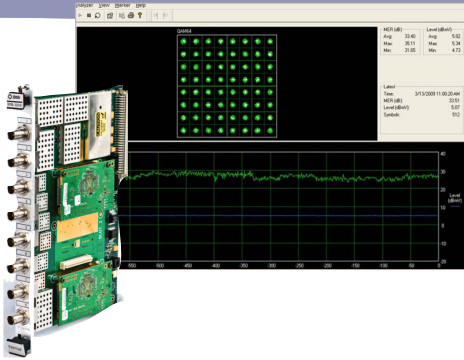 Analyzer View Marker Help
QAM64
MER (dB)
Avg: 33.40
Max: 35.11
Min: 31.65
Level (dBmV)
Avg: 5.02
Max: 5.34
Min: 4.73
Latest
Time: 3/13/2009 11:00:20 AM
MER (dB): 33.51
Level (dBmV): 5.07
Symbols: 512
40
20
Level
(dBmV)
0
-10
-20
-550 -500 -450 -400 -350 -300 -250 -200 -150 -100 -50 0